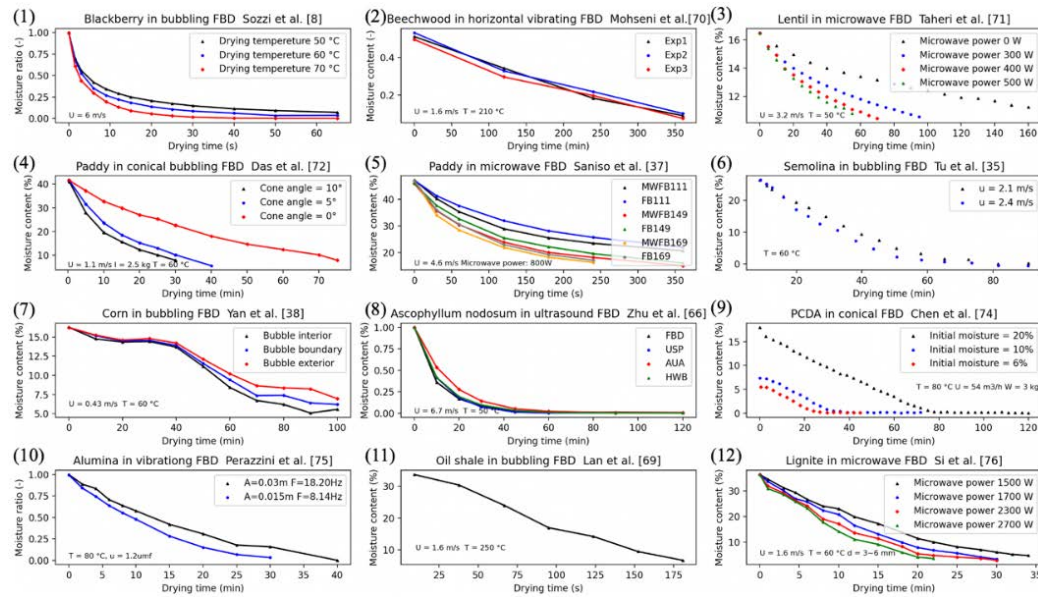 (1) Blackberry in bubbling FBD Sozzi et al. [8]
Moisture ratio (-)
1.00
0.75
0.50
0.25
0.00
Drying tempereture 50 °C
Drying tempereture 60 °C
Drying tempereture 70 °C
U = 6 m/s
0 10 20 30 40 50 60
Drying time (s)
(2) Beechwood in horizontal vibrating FBD Mohseni et al.[70]
Moisture content (-)
0.4
0.2
Exp1
Exp2
Exp3
U = 1.6 m/s T = 210 °C
0 60 120 180 240 300 360
Drying time (min)
(3) Lentil in microwave FBD Taheri et al. [71]
Moisture content (%)
16
14
12
Microwave power 0 W
Microwave power 300 W
Microwave power 400 W
Microwave power 500 W
U = 3.2 m/s T = 50 °C
0 20 40 60 80 100 120 140 160
Drying time (min)
(4) Paddy in conical bubbling FBD Das et al. [72]
Moisture content (%)
40
30
20
10
Cone angle = 10°
Cone angle = 5°
Cone angle = 0°
U = 1.1 m/s I = 2.5 kg T = 60 °C
0 10 20 30 40 50 60 70
Drying time (min)
(5) Paddy in microwave FBD Saniso et al. [37]
Moisture content (%)
50
40
30
20
MWFB111
FB111
MWFB149
FB149
MWFB169
FB169
U = 4.6 m/s Microwave power: 800W
0 50 100 150 200 250 300 350
Drying time (s)
(6) Semolina in bubbling FBD Tu et al. [35]
Moisture content (%)
20
10
0
u = 2.1 m/s
u = 2.4 m/s
T = 60 °C
20 40 60 80
Drying time (min)
(7) Corn in bubbling FBD Yan et al. [38]
Moisture content (%)
15.0
12.5
10.0
7.5
5.0
Bubble interior
Bubble boundary
Bubble exterior
U = 0.43 m/s T = 60 °C
0 20 40 60 80 100
Drying time (min)
(8) Ascophyllum nodosum in ultrasound FBD Zhu et al. [66]
Moisture content (%)
1.00
0.75
0.50
0.25
0.00
FBD
USP
AUA
HWB
U = 6.7 m/s T = 50 °C
0 20 40 60 80 100 120
Drying time (min)
(9) PCDA in conical FBD Chen et al. [74]
Moisture content (%)
15
10
5
0
Initial moisture = 20%
Initial moisture = 10%
Initial moisture = 6%
T = 80 °C U = 54 m3/h W = 3 kg
0 20 40 60 80 100 120
Drying time (min)
(10) Alumina in vibrationg FBD Perazzini et al. [75]
Moisture ratio (-)
1.00
0.75
0.50
0.25
0.00
A=0.03m F=18.20Hz
A=0.015m F=8.14Hz
T = 80 °C, u = 1.2umf
0 5 10 15 20 25 30 35 40
Drying time (min)
(11) Oil shale in bubbling FBD Lan et al. [69]
Moisture content (%)
30
20
10
U = 1.6 m/s T = 250 °C
25 50 75 100 125 150 175
Drying time (s)
(12) Lignite in microwave FBD Si et al. [76]
Moisture content (%)
30
20
10
Microwave power 1500 W
Microwave power 1700 W
Microwave power 2300 W
Microwave power 2700 W
U = 1.6 m/s T = 60 °C d = 3~6 mm
0 5 10 15 20 25 30 35
Drying time (min)